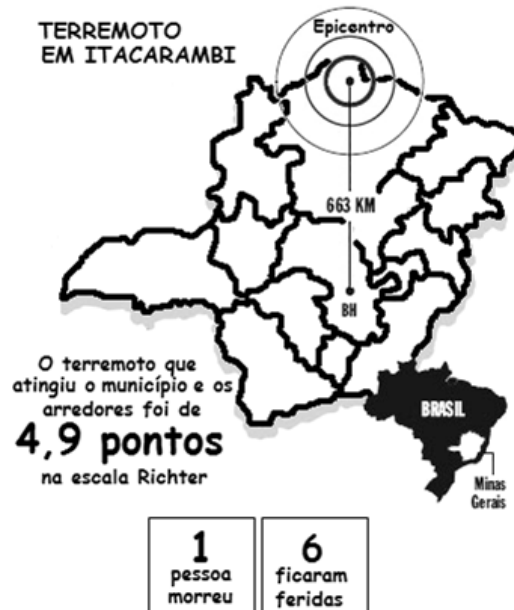 TERREMOTO
EM ITACARAMBI
Epicentro
663 KM
BH
O terremoto que
atingiu o município e os
arredores foi de
4,9 pontos
na escala Richter
BRASIL
Minas
Gerais
1
pessoa
morreu
6
ficaram
feridas